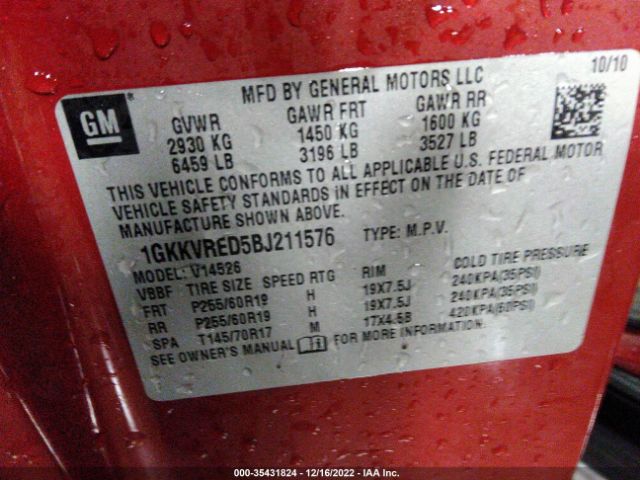 MFD BY GENERAL MOTORS LLC 10/10
GM
GVWR GAWR FRT GAWR RR
2930 KG 1450 KG 1600 KG
6459 LB 3196 LB 3527 LB
THIS VEHICLE CONFORMS TO ALL APPLICABLE U.S. FEDERAL MOTOR
VEHICLE SAFETY STANDARDS IN EFFECT ON THE DATE OF
MANUFACTURE SHOWN ABOVE.
1GKKVRED5BJ211576 TYPE: M.P.V.
MODEL: V14526
VBBF TIRE SIZE SPEED RTG RIM COLD TIRE PRESSURE
FRT P255/60R19 H 19X7.5J 240KPA(35PSI)
RR P255/60R19 H 19X7.5J 240KPA(35PSI)
SPA T145/70R17 M 17X4.5B 420KPA(60PSI)
SEE OWNER'S MANUAL FOR MORE INFORMATION.
000-35431824 / 12/16/2022 - IAA Inc.